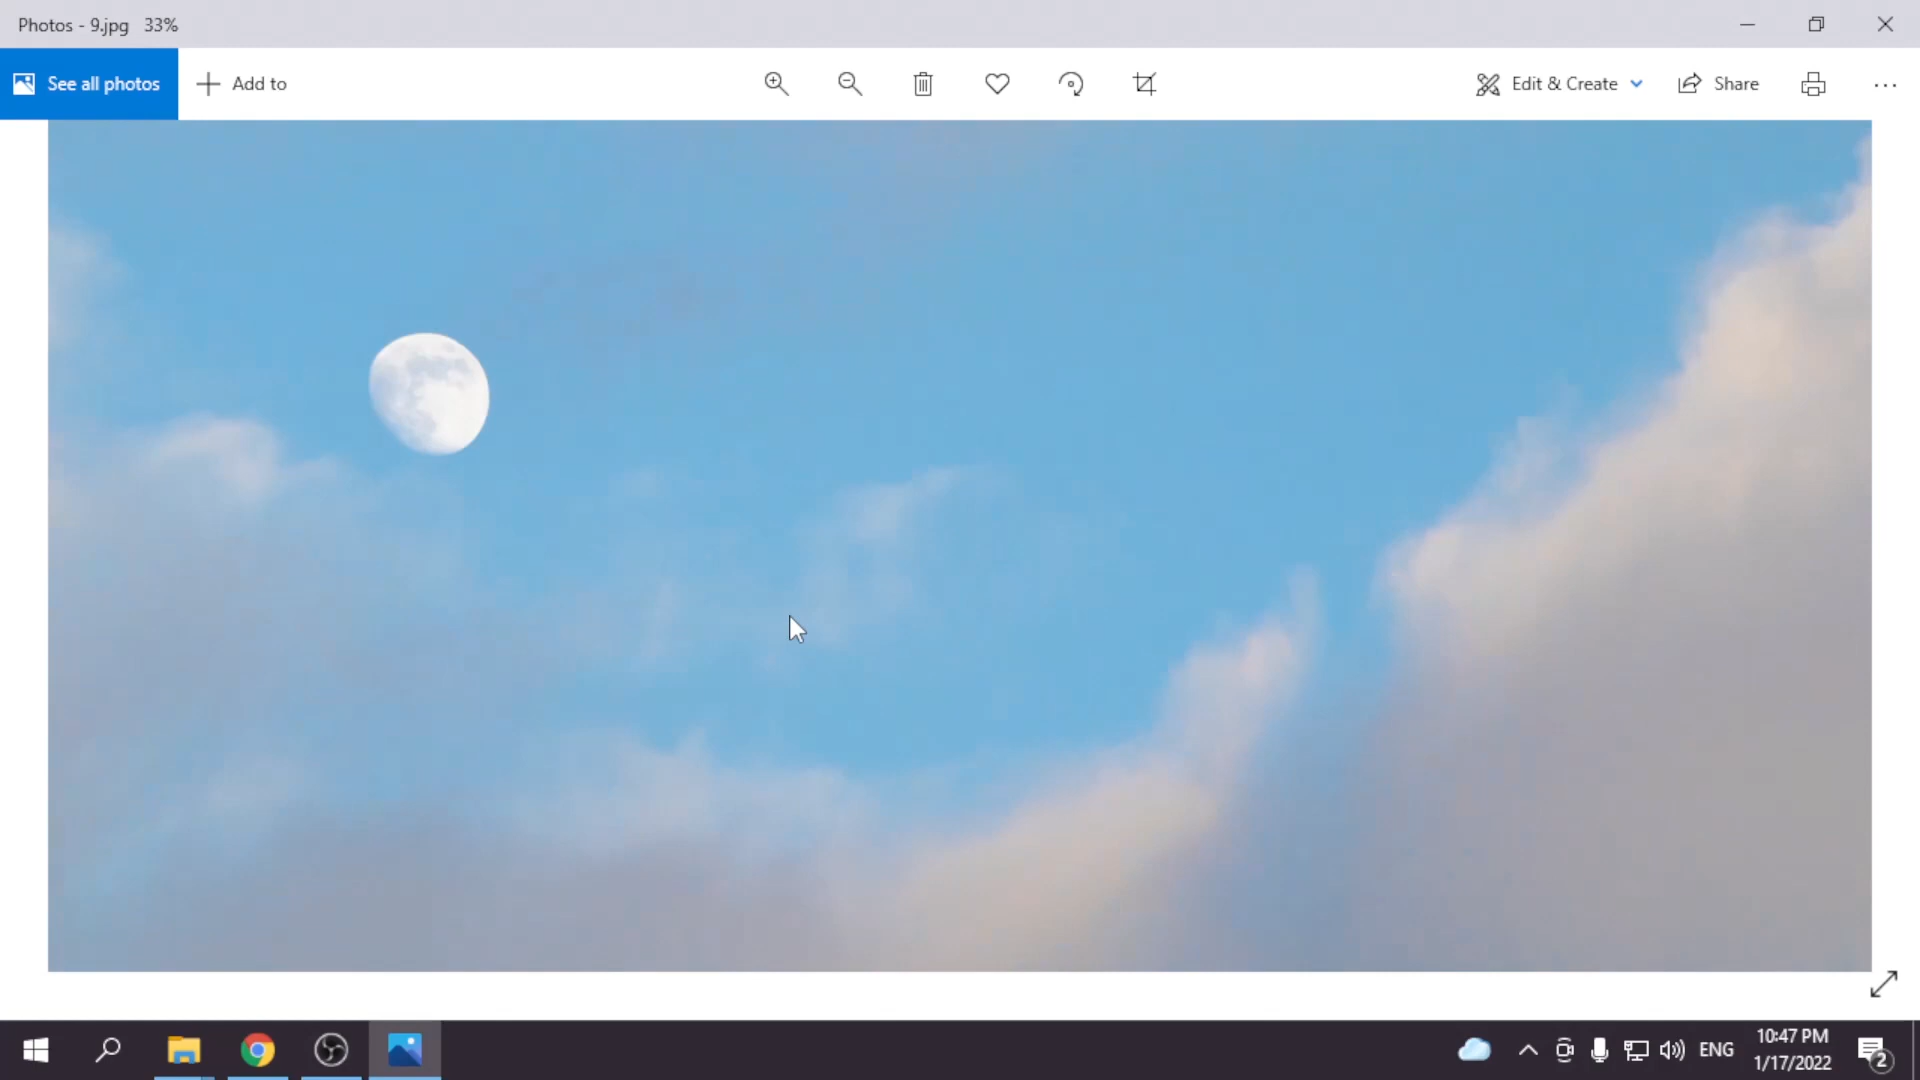 Photos - 9.jpg 33%
See all photos
Add to
Edit & Create
Share
ENG
10:47 PM
1/17/2022
2